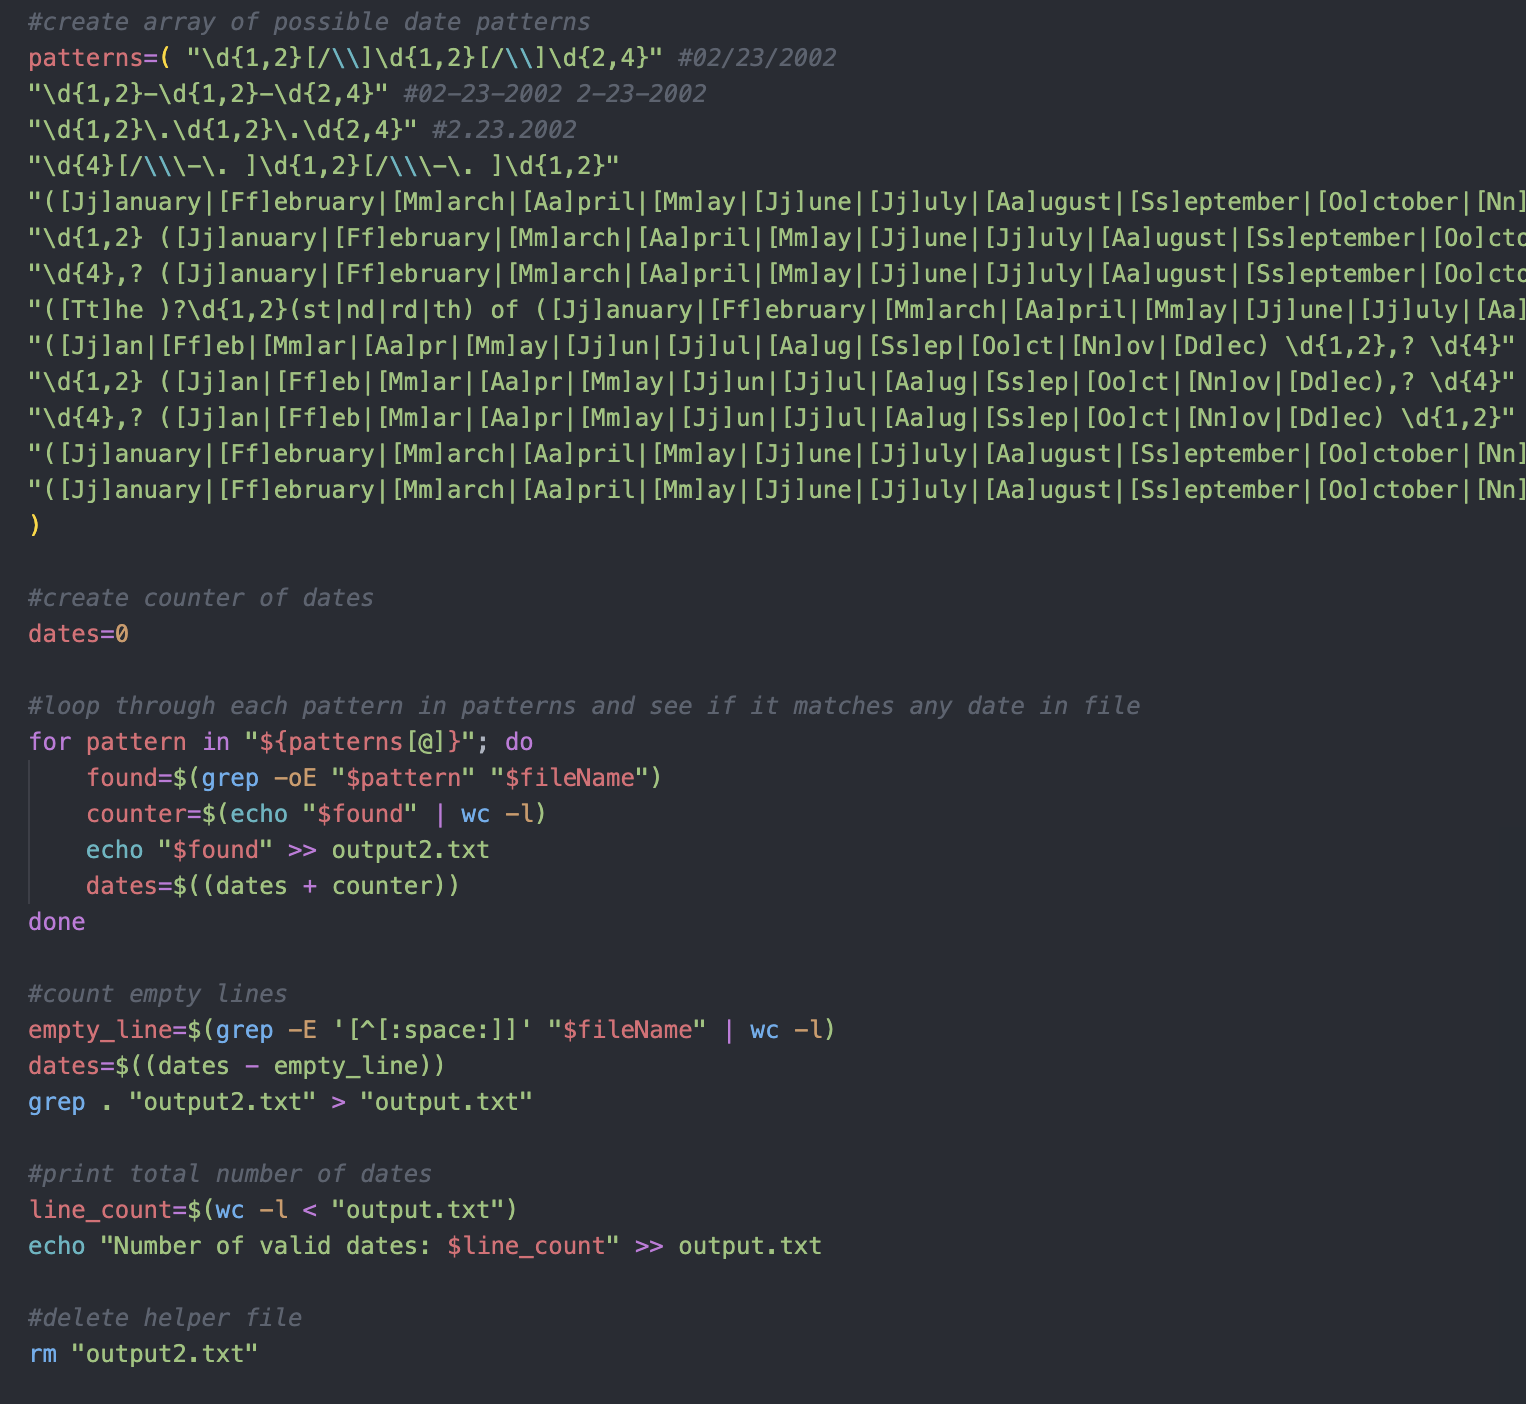 #create array of possible date patterns
patterns=( "\d{1,2}[/\\]\d{1,2}[/\\]\d{2,4}" #02/23/2002
"\d{1,2}-\d{1,2}-\d{2,4}" #02-23-2002 2-23-2002
"\d{1,2}\.\d{1,2}\.\d{2,4}" #2.23.2002
"\d{4}[/\\\-\. ]\d{1,2}[/\\\-\. ]\d{1,2}"
"([Jj]anuary|[Ff]ebruary|[Mm]arch|[Aa]pril|[Mm]ay|[Jj]une|[Jj]uly|[Aa]ugust|[Ss]eptember|[Oo]ctober|[Nn]
"\d{1,2} ([Jj]anuary|[Ff]ebruary|[Mm]arch|[Aa]pril|[Mm]ay|[Jj]une|[Jj]uly|[Aa]ugust|[Ss]eptember|[Oo]cto
"\d{4},? ([Jj]anuary|[Ff]ebruary|[Mm]arch|[Aa]pril|[Mm]ay|[Jj]une|[Jj]uly|[Aa]ugust|[Ss]eptember|[Oo]cto
"([Tt]he )?\d{1,2}(st|nd|rd|th) of ([Jj]anuary|[Ff]ebruary|[Mm]arch|[Aa]pril|[Mm]ay|[Jj]une|[Jj]uly|[Aa]
"([Jj]an|[Ff]eb|[Mm]ar|[Aa]pr|[Mm]ay|[Jj]un|[Jj]ul|[Aa]ug|[Ss]ep|[Oo]ct|[Nn]ov|[Dd]ec) \d{1,2},? \d{4}"
"\d{1,2} ([Jj]an|[Ff]eb|[Mm]ar|[Aa]pr|[Mm]ay|[Jj]un|[Jj]ul|[Aa]ug|[Ss]ep|[Oo]ct|[Nn]ov|[Dd]ec),? \d{4}"
"\d{4},? ([Jj]an|[Ff]eb|[Mm]ar|[Aa]pr|[Mm]ay|[Jj]un|[Jj]ul|[Aa]ug|[Ss]ep|[Oo]ct|[Nn]ov|[Dd]ec) \d{1,2}"
"([Jj]anuary|[Ff]ebruary|[Mm]arch|[Aa]pril|[Mm]ay|[Jj]une|[Jj]uly|[Aa]ugust|[Ss]eptember|[Oo]ctober|[Nn]
"([Jj]anuary|[Ff]ebruary|[Mm]arch|[Aa]pril|[Mm]ay|[Jj]une|[Jj]uly|[Aa]ugust|[Ss]eptember|[Oo]ctober|[Nn]
)
#create counter of dates
dates=0
#loop through each pattern in patterns and see if it matches any date in file
for pattern in "${patterns[@]}"; do
found=$(grep -oE "$pattern" "$fileName")
counter=$(echo "$found" | wc -l)
echo "$found" >> output2.txt
dates=$((dates + counter))
done
#count empty lines
empty_line=$(grep -E '[^[:space:]]' "$fileName" | wc -l)
dates=$((dates - empty_line))
grep . "output2.txt" > "output.txt"
#print total number of dates
line_count=$(wc -l < "output.txt")
echo "Number of valid dates: $line_count" >> output.txt
#delete helper file
rm "output2.txt"